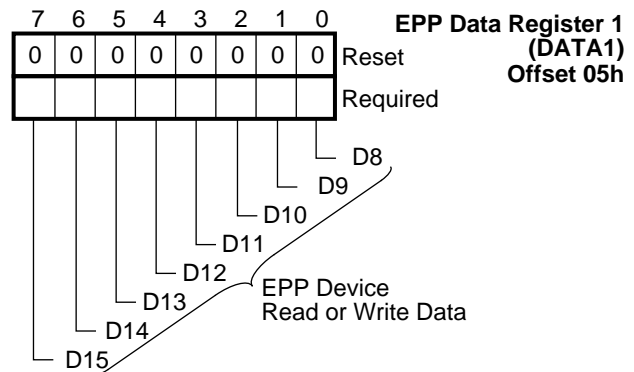 7 6 5 4 3 2 1 0
EPP Data Register 1
(DATA1)
Offset 05h
0 0 0 0 0 0 0 0 Reset
Required
D8
D9
D10
D11
D12
D13
D14
D15
EPP Device
Read or Write Data